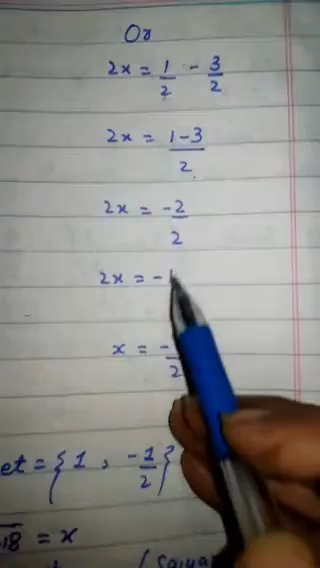 Or
2x = 1/2 - 3/2
2x = 1-3/2
2x = -2/2
2x = -1
x = -/2
et = { 1 , -1/2 }
18 = x